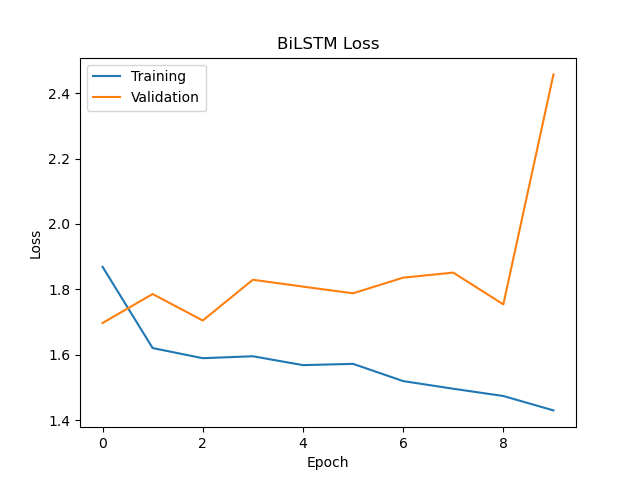 BiLSTM Loss
Training
Validation
2.4
2.2
2.0
1.8
1.6
1.4
Loss
0 2 4 6 8
Epoch